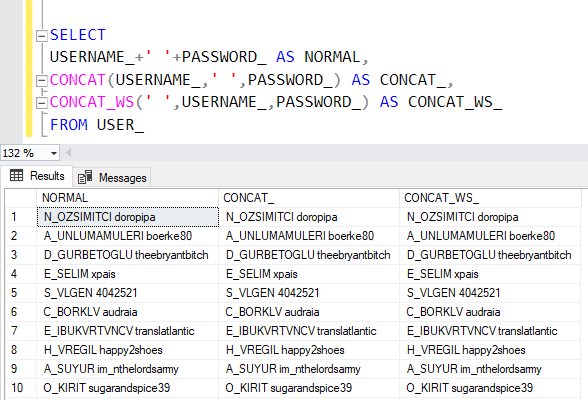 SELECT
USERNAME_+' '+PASSWORD_ AS NORMAL,
CONCAT(USERNAME_,' ',PASSWORD_) AS CONCAT_,
CONCAT_WS(' ',USERNAME_,PASSWORD_) AS CONCAT_WS_
FROM USER_
132 %
Results Messages
NORMAL CONCAT_ CONCAT_WS_
1 N_OZSIMITCI doropipa N_OZSIMITCI doropipa N_OZSIMITCI doropipa
2 A_UNLUMAMULERI boerke80 A_UNLUMAMULERI boerke80 A_UNLUMAMULERI boerke80
3 D_GURBETOGLU theebryantbitch D_GURBETOGLU theebryantbitch D_GURBETOGLU theebryantbitch
4 E_SELIM xpais E_SELIM xpais E_SELIM xpais
5 S_VLGEN 4042521 S_VLGEN 4042521 S_VLGEN 4042521
6 C_BORKLV audraia C_BORKLV audraia C_BORKLV audraia
7 E_IBUKVRTVNCV translatlantic E_IBUKVRTVNCV translatlantic E_IBUKVRTVNCV translatlantic
8 H_VREGIL happy2shoes H_VREGIL happy2shoes H_VREGIL happy2shoes
9 A_SUYUR im_nthelordsarmy A_SUYUR im_nthelordsarmy A_SUYUR im_nthelordsarmy
10 O_KIRIT sugarandspice39 O_KIRIT sugarandspice39 O_KIRIT sugarandspice39